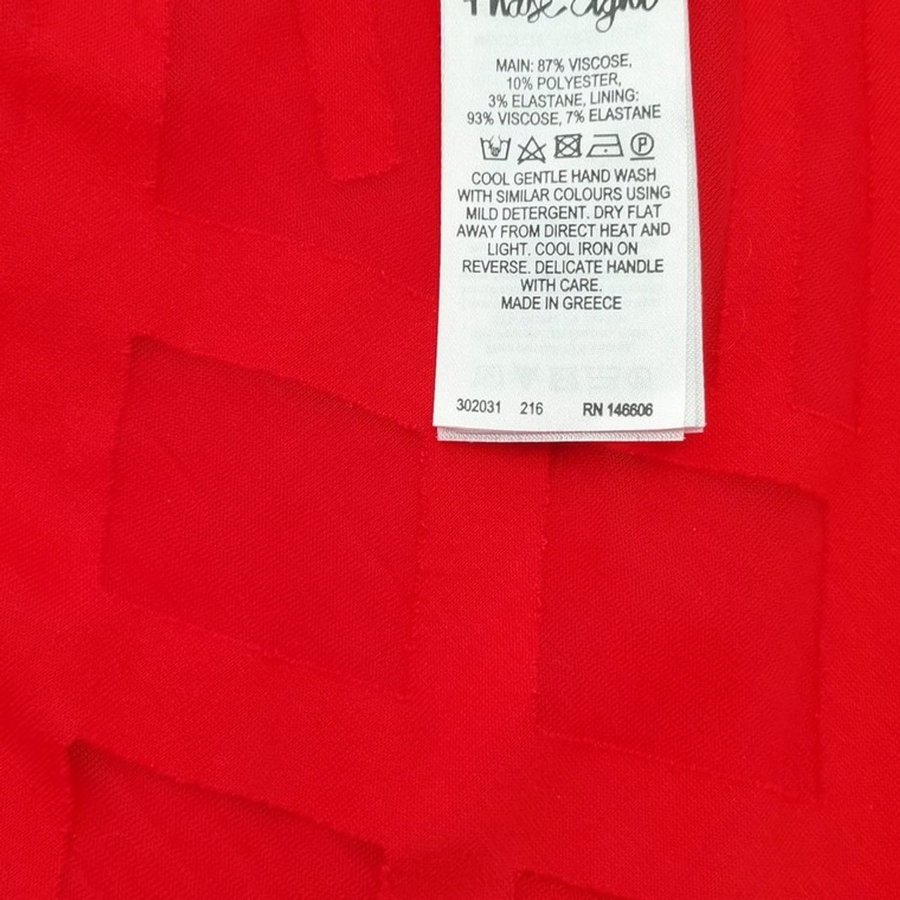 Phase Eight
MAIN: 87% VISCOSE,
10% POLYESTER,
3% ELASTANE, LINING:
93% VISCOSE, 7% ELASTANE
P
COOL GENTLE HAND WASH
WITH SIMILAR COLOURS USING
MILD DETERGENT. DRY FLAT
AWAY FROM DIRECT HEAT AND
LIGHT. COOL IRON ON
REVERSE. DELICATE HANDLE
WITH CARE.
MADE IN GREECE
302031 216 RN 146606